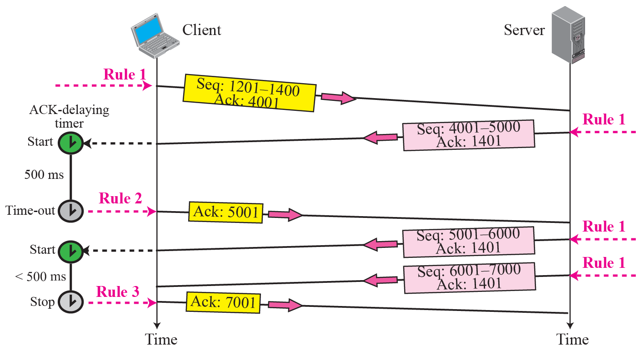 Client
Server
Rule 1
Seq: 1201–1400
Ack: 4001
ACK-delaying
timer
Rule 1
Start
Seq: 4001–5000
Ack: 1401
500 ms
Rule 2
Time-out
Ack: 5001
Rule 1
Start
Seq: 5001–6000
Ack: 1401
Rule 1
< 500 ms
Seq: 6001–7000
Ack: 1401
Rule 3
Stop
Ack: 7001
Time
Time